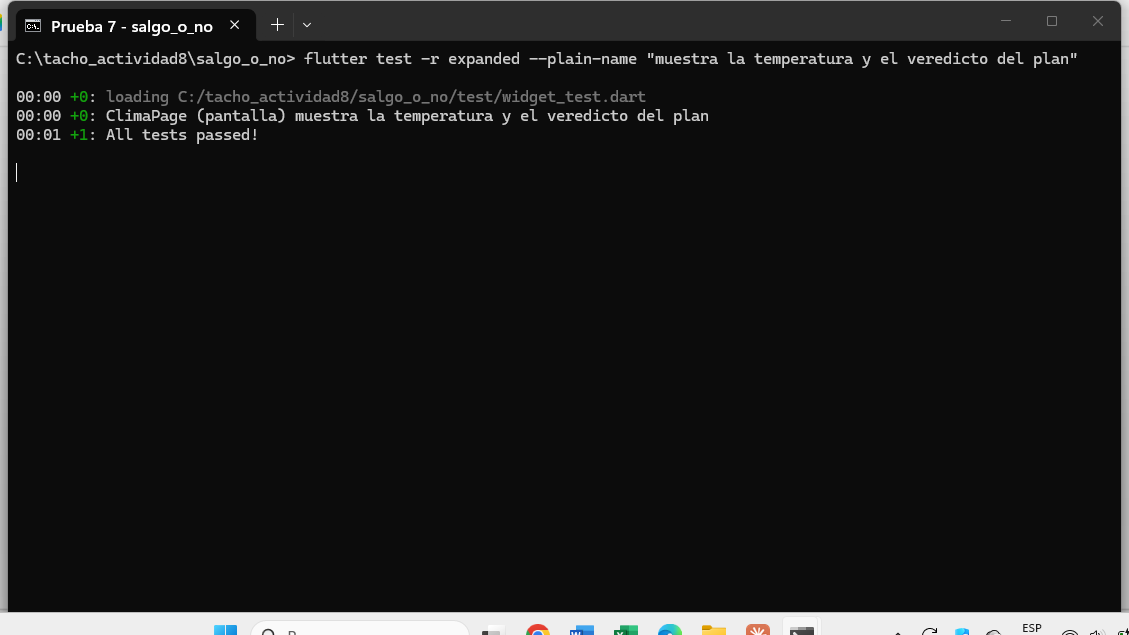 Prueba 7 - salgo_o_no
C:\tacho_actividad8\salgo_o_no> flutter test -r expanded --plain-name "muestra la temperatura y el veredicto del plan"
00:00 +0: loading C:/tacho_actividad8/salgo_o_no/test/widget_test.dart
00:00 +0: ClimaPage (pantalla) muestra la temperatura y el veredicto del plan
00:01 +1: All tests passed!
ESP